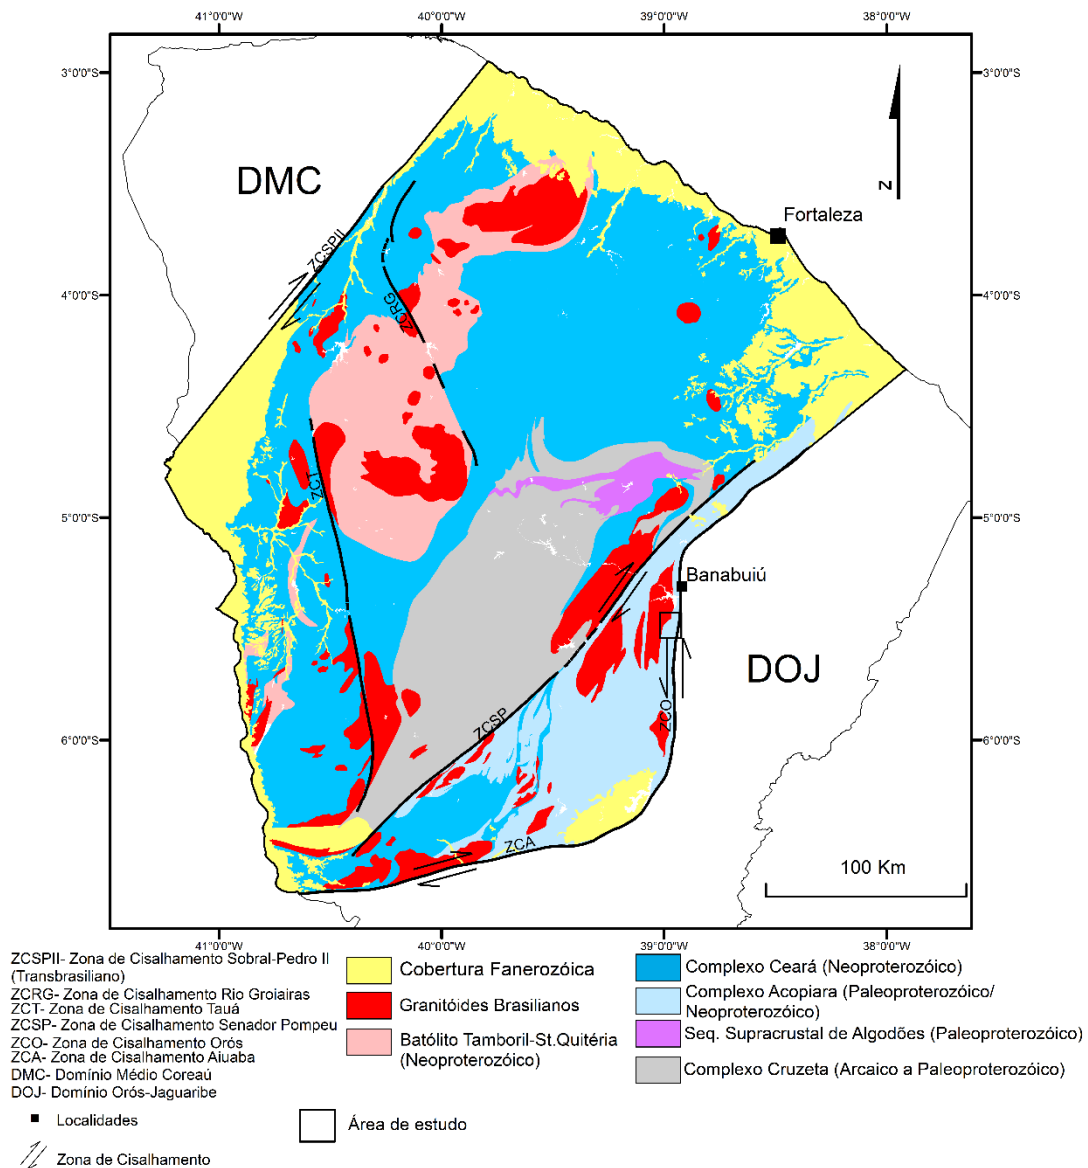 41°0'0"W
40°0'0"W
39°0'0"W
38°0'0"W
3°0'0"S
3°0'0"S
DMC
N
Fortaleza
ZCSPII
4°0'0"S
4°0'0"S
ZCRG
ZCT
5°0'0"S
5°0'0"S
Banabuiú
DOJ
ZCO
ZCSP
6°0'0"S
6°0'0"S
ZCA
100 Km
41°0'0"W
40°0'0"W
39°0'0"W
38°0'0"W
ZCSPII- Zona de Cisalhamento Sobral-Pedro II
(Transbrasiliano)
ZCRG- Zona de Cisalhamento Rio Groiairas
ZCT- Zona de Cisalhamento Tauá
ZCSP- Zona de Cisalhamento Senador Pompeu
ZCO- Zona de Cisalhamento Orós
ZCA- Zona de Cisalhamento Aiuaba
DMC- Domínio Médio Coreaú
DOJ- Domínio Orós-Jaguaribe
Localidades
Zona de Cisalhamento
Cobertura Fanerozóica
Granitóides Brasilianos
Batólito Tamboril-St.Quitéria
(Neoproterozóico)
Área de estudo
Complexo Ceará (Neoproterozóico)
Complexo Acopiara (Paleoproterozóico/
Neoproterozóico)
Seq. Supracrustal de Algodões (Paleoproterozóico)
Complexo Cruzeta (Arcaico a Paleoproterozóico)